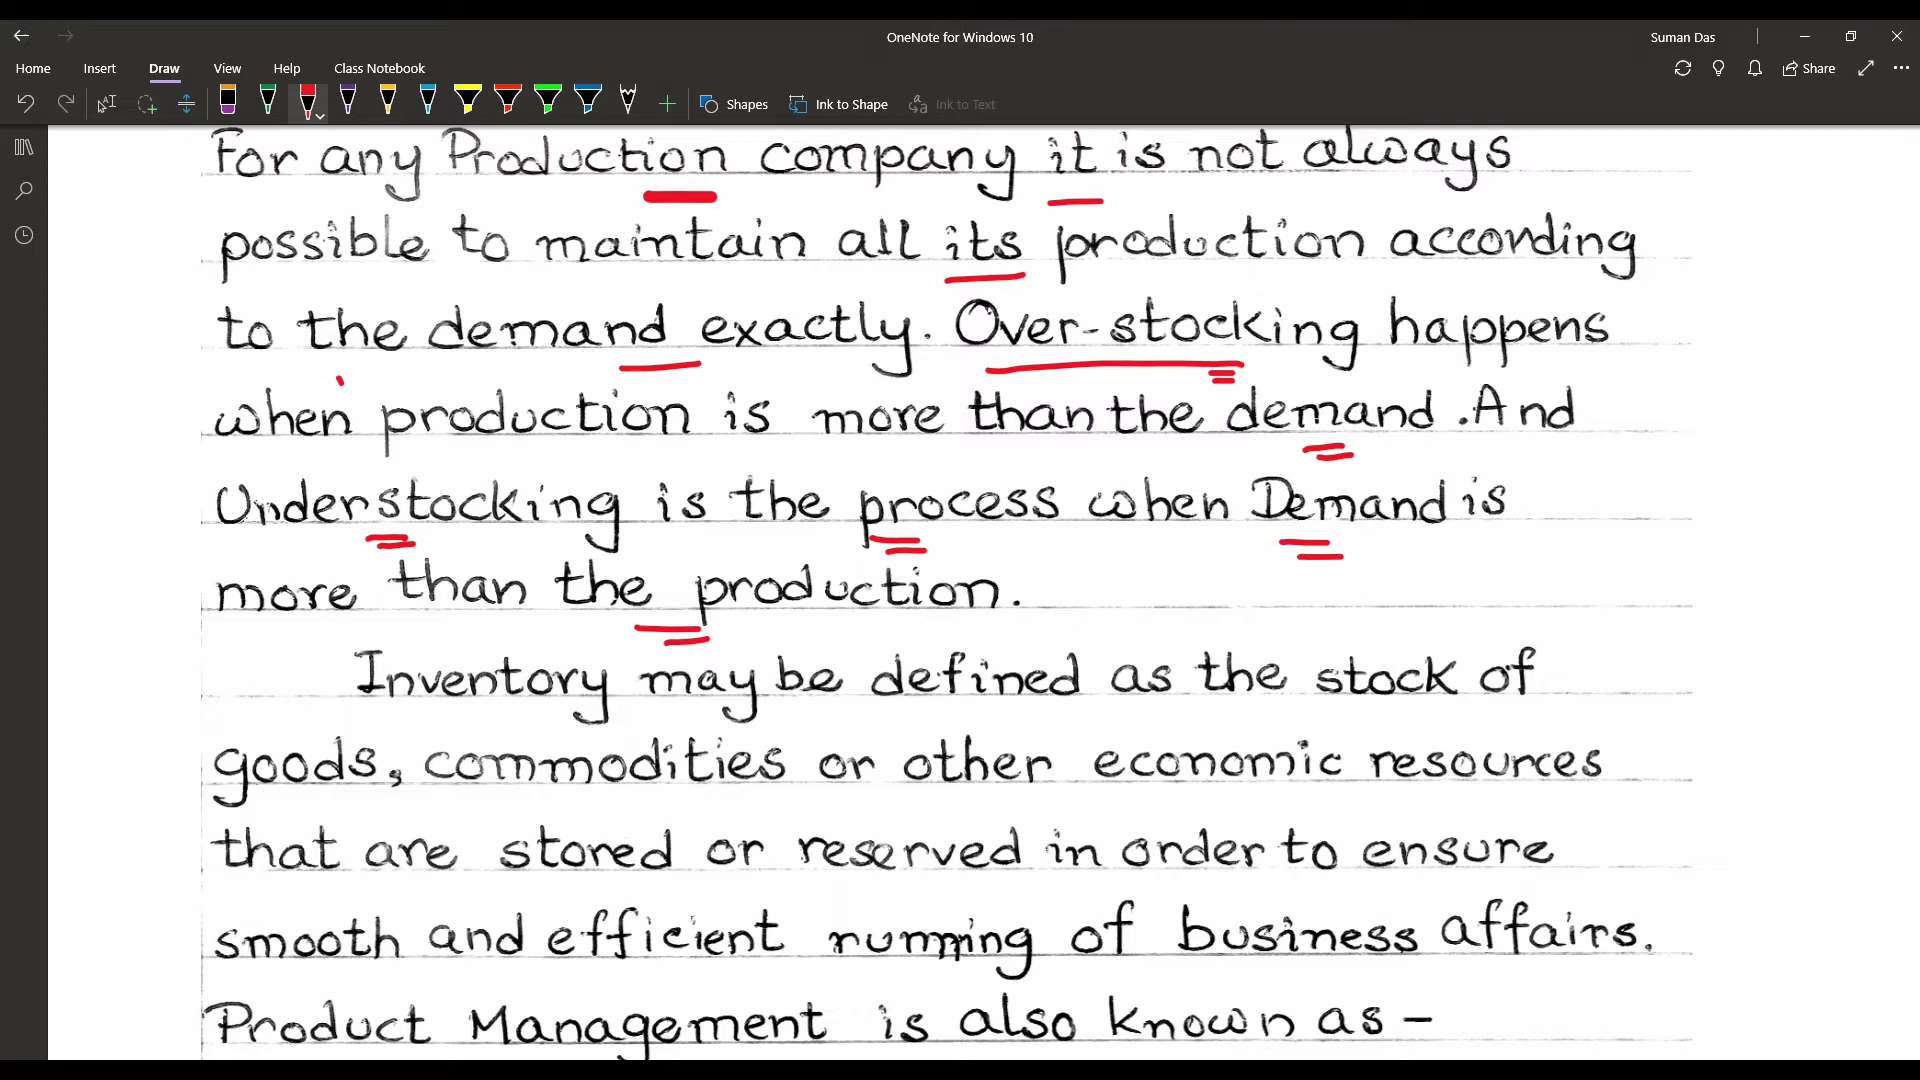 OneNote for Windows 10
Suman Das
Home Insert Draw View Help Class Notebook
Share
Shapes Ink to Shape Ink to Text
For any Production company it is not always
possible to maintain all its production according
to the demand exactly. Over-stocking happens
when production is more than the demand. And
Understocking is the process when Demand is
more than the production.
Inventory may be defined as the stock of
goods, commodities or other economic resources
that are stored or reserved in order to ensure
smooth and efficient running of business affairs.
Product Management is also known as -